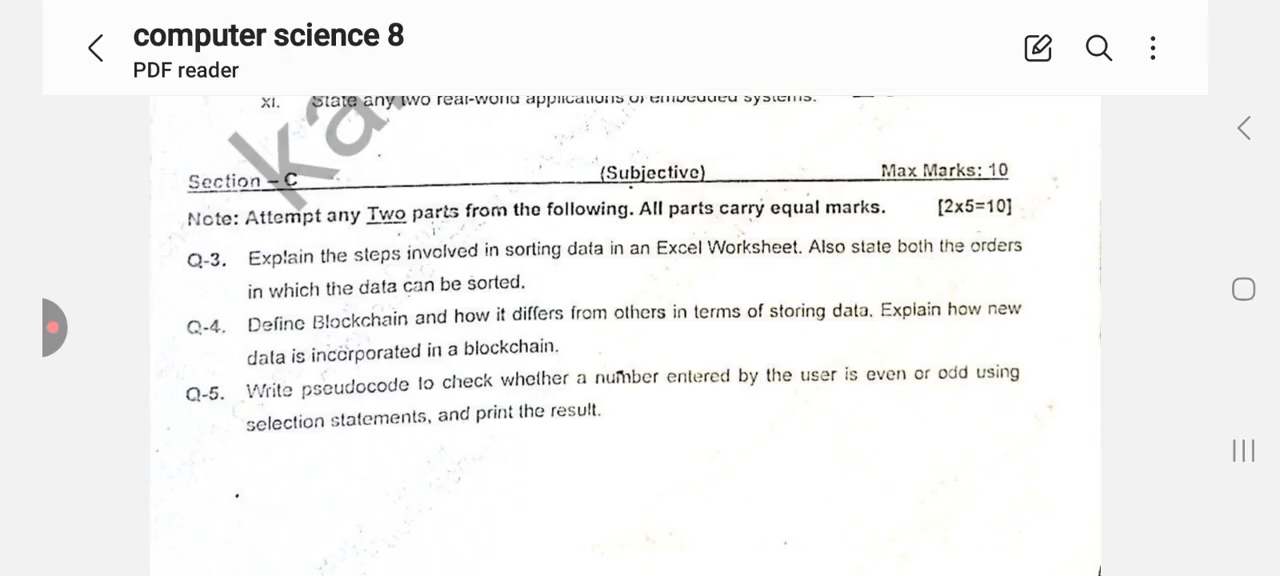 computer science 8
PDF reader
XI. State any two real-world applications of embedded systems.
ka
Section – C (Subjective) Max Marks: 10
Note: Attempt any Two parts from the following. All parts carry equal marks. [2x5=10]
Q-3. Explain the steps involved in sorting data in an Excel Worksheet. Also state both the orders
in which the data can be sorted.
Q-4. Define Blockchain and how it differs from others in terms of storing data. Explain how new
data is incorporated in a blockchain.
Q-5. Write pseudocode to check whether a number entered by the user is even or odd using
selection statements, and print the result.